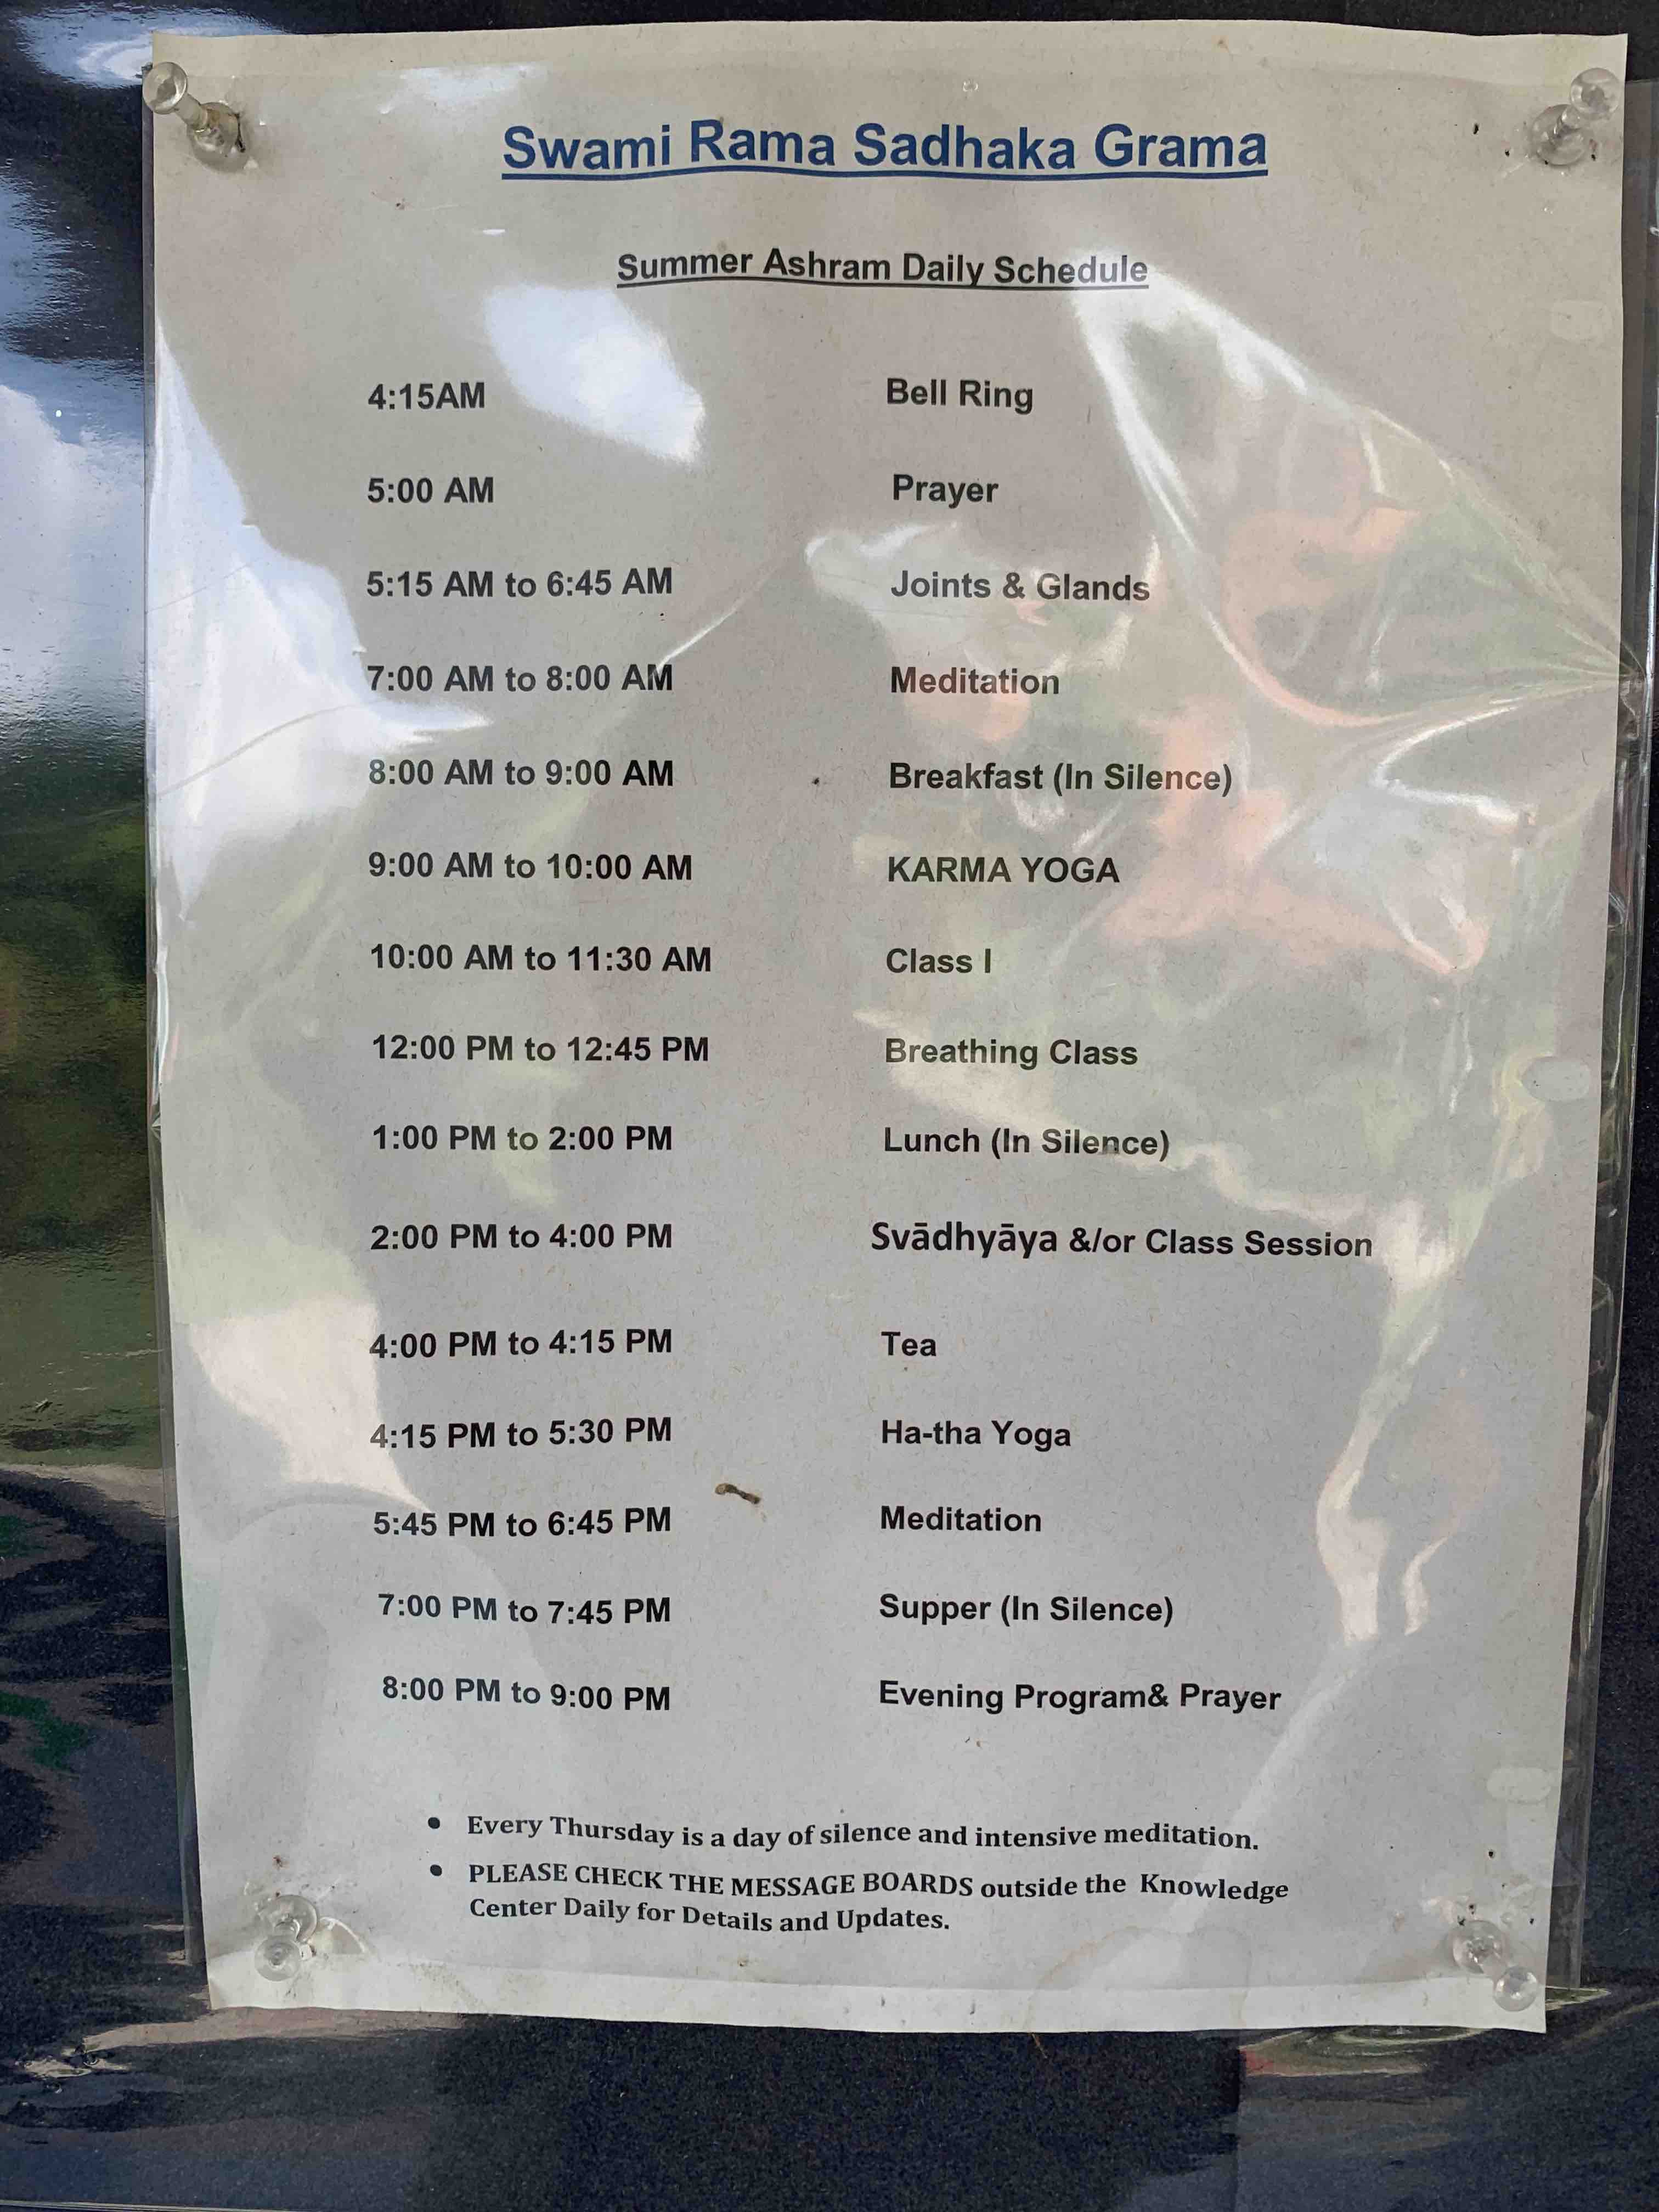 Swami Rama Sadhaka Grama
Summer Ashram Daily Schedule
4:15AM Bell Ring
5:00 AM Prayer
5:15 AM to 6:45 AM Joints & Glands
7:00 AM to 8:00 AM Meditation
8:00 AM to 9:00 AM Breakfast (In Silence)
9:00 AM to 10:00 AM KARMA YOGA
10:00 AM to 11:30 AM Class I
12:00 PM to 12:45 PM Breathing Class
1:00 PM to 2:00 PM Lunch (In Silence)
2:00 PM to 4:00 PM Svādhyāya &/or Class Session
4:00 PM to 4:15 PM Tea
4:15 PM to 5:30 PM Ha-tha Yoga
5:45 PM to 6:45 PM Meditation
7:00 PM to 7:45 PM Supper (In Silence)
8:00 PM to 9:00 PM Evening Program& Prayer
• Every Thursday is a day of silence and intensive meditation.
• PLEASE CHECK THE MESSAGE BOARDS outside the Knowledge
Center Daily for Details and Updates.